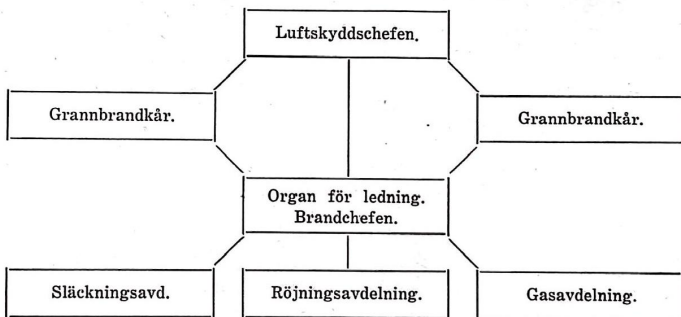 Luftskyddschefen.
Grannbrandkår.
Grannbrandkår.
Organ för ledning.
Brandchefen.
Släckningsavd.
Röjningsavdelning.
Gasavdelning.